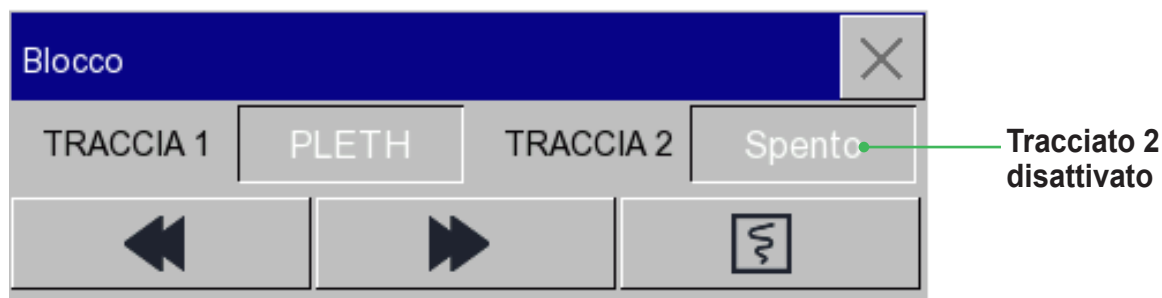 Blocco
TRACCIA 1 PLETH TRACCIA 2 Spento
Tracciato 2
disattivato